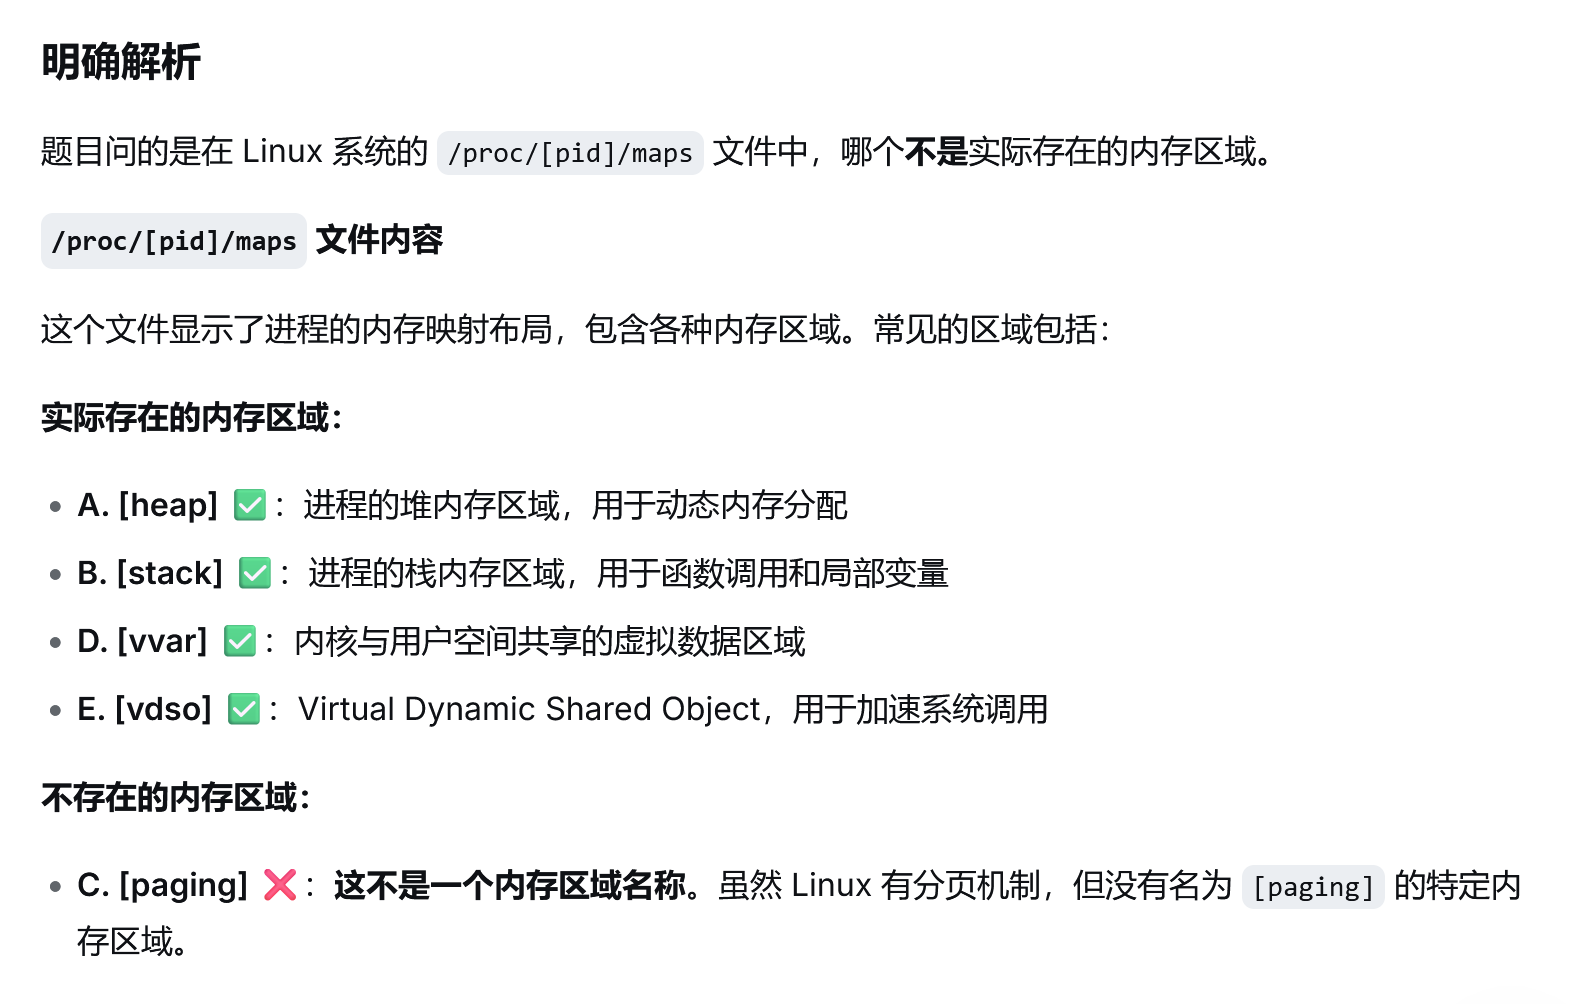 明确解析
题目问的是在 Linux 系统的 /proc/[pid]/maps 文件中，哪个不是实际存在的内存区域。
/proc/[pid]/maps 文件内容
这个文件显示了进程的内存映射布局，包含各种内存区域。常见的区域包括：
实际存在的内存区域：
• A. [heap] ✅：进程的堆内存区域，用于动态内存分配
• B. [stack] ✅：进程的栈内存区域，用于函数调用和局部变量
• D. [vvar] ✅：内核与用户空间共享的虚拟数据区域
• E. [vdso] ✅：Virtual Dynamic Shared Object，用于加速系统调用
不存在的内存区域：
• C. [paging] ❌：这不是一个内存区域名称。虽然 Linux 有分页机制，但没有名为 [paging] 的特定内
存区域。